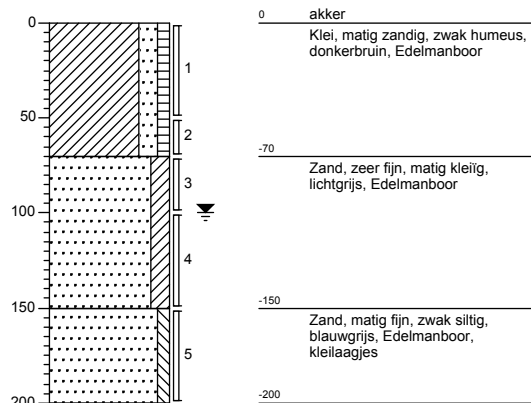 0
50
100
150
200
1
2
3
4
5
0 akker
Klei, matig zandig, zwak humeus,
donkerbruin, Edelmanboor
-70
Zand, zeer fijn, matig kleiïg,
lichtgrijs, Edelmanboor
-150
Zand, matig fijn, zwak siltig,
blauwgrijs, Edelmanboor,
kleilaagjes
-200